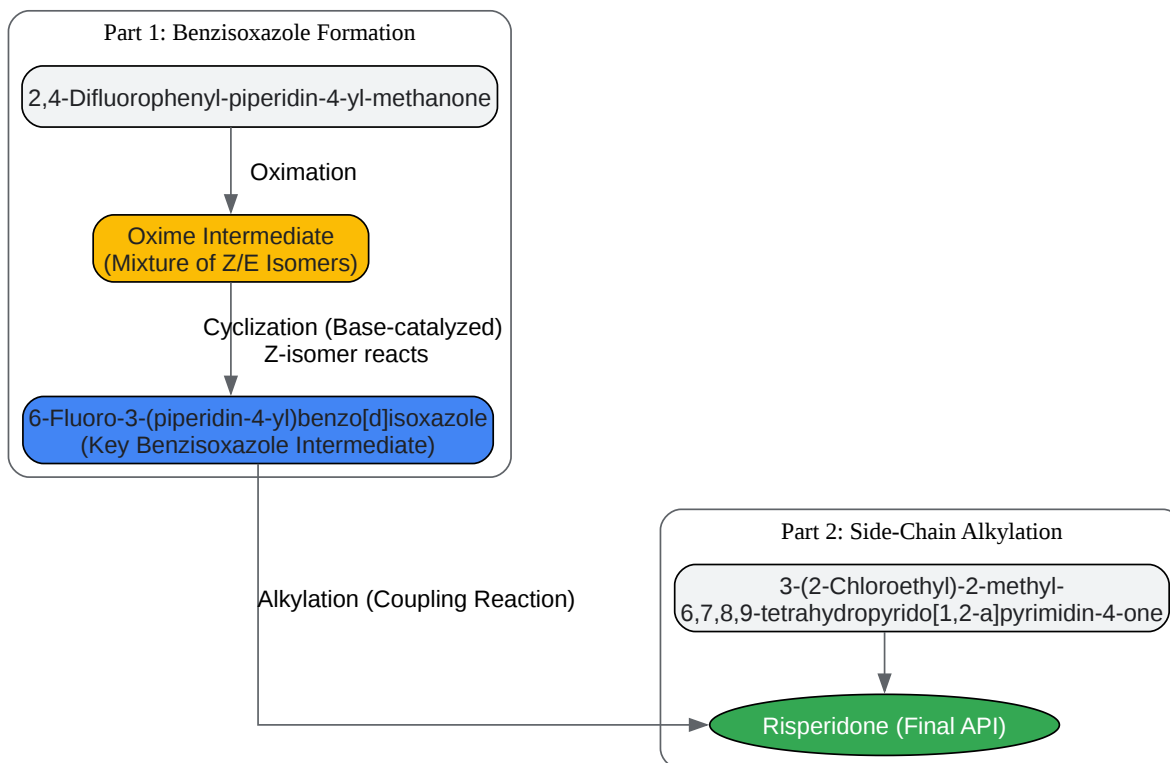 Part 1: Benzisoxazole Formation
2,4-Difluorophenyl-piperidin-4-yl-methanone
Oximation
Oxime Intermediate
(Mixture of Z/E Isomers)
Cyclization (Base-catalyzed)
Z-isomer reacts
6-Fluoro-3-(piperidin-4-yl)benzo[d]isoxazole
(Key Benzisoxazole Intermediate)
Alkylation (Coupling Reaction)
Part 2: Side-Chain Alkylation
3-(2-Chloroethyl)-2-methyl-
6,7,8,9-tetrahydropyrido[1,2-a]pyrimidin-4-one
Risperidone (Final API)